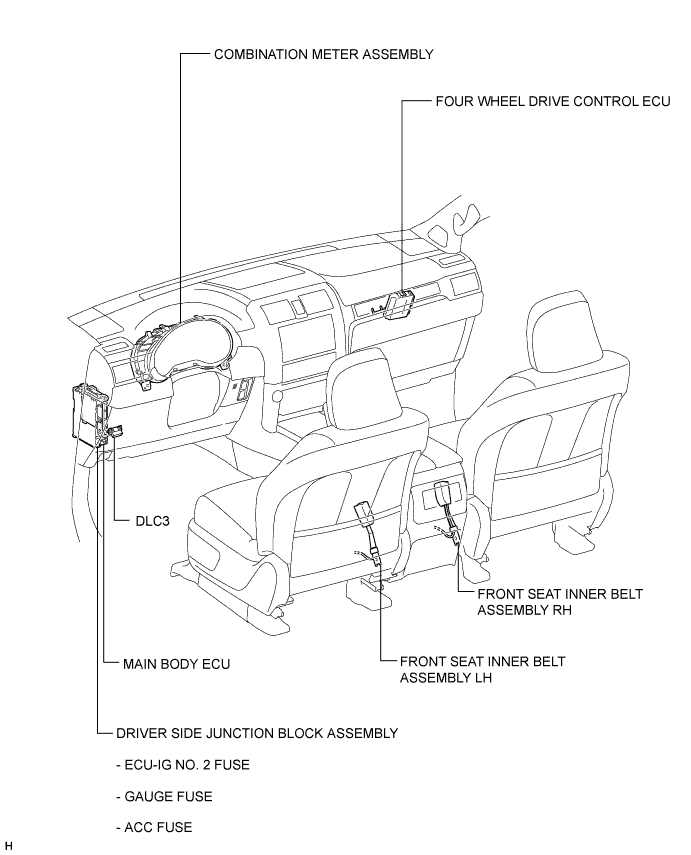 COMBINATION METER ASSEMBLY
FOUR WHEEL DRIVE CONTROL ECU
DLC3
FRONT SEAT INNER BELT
ASSEMBLY RH
MAIN BODY ECU
FRONT SEAT INNER BELT
ASSEMBLY LH
DRIVER SIDE JUNCTION BLOCK ASSEMBLY
- ECU-IG NO. 2 FUSE
- GAUGE FUSE
- ACC FUSE
H